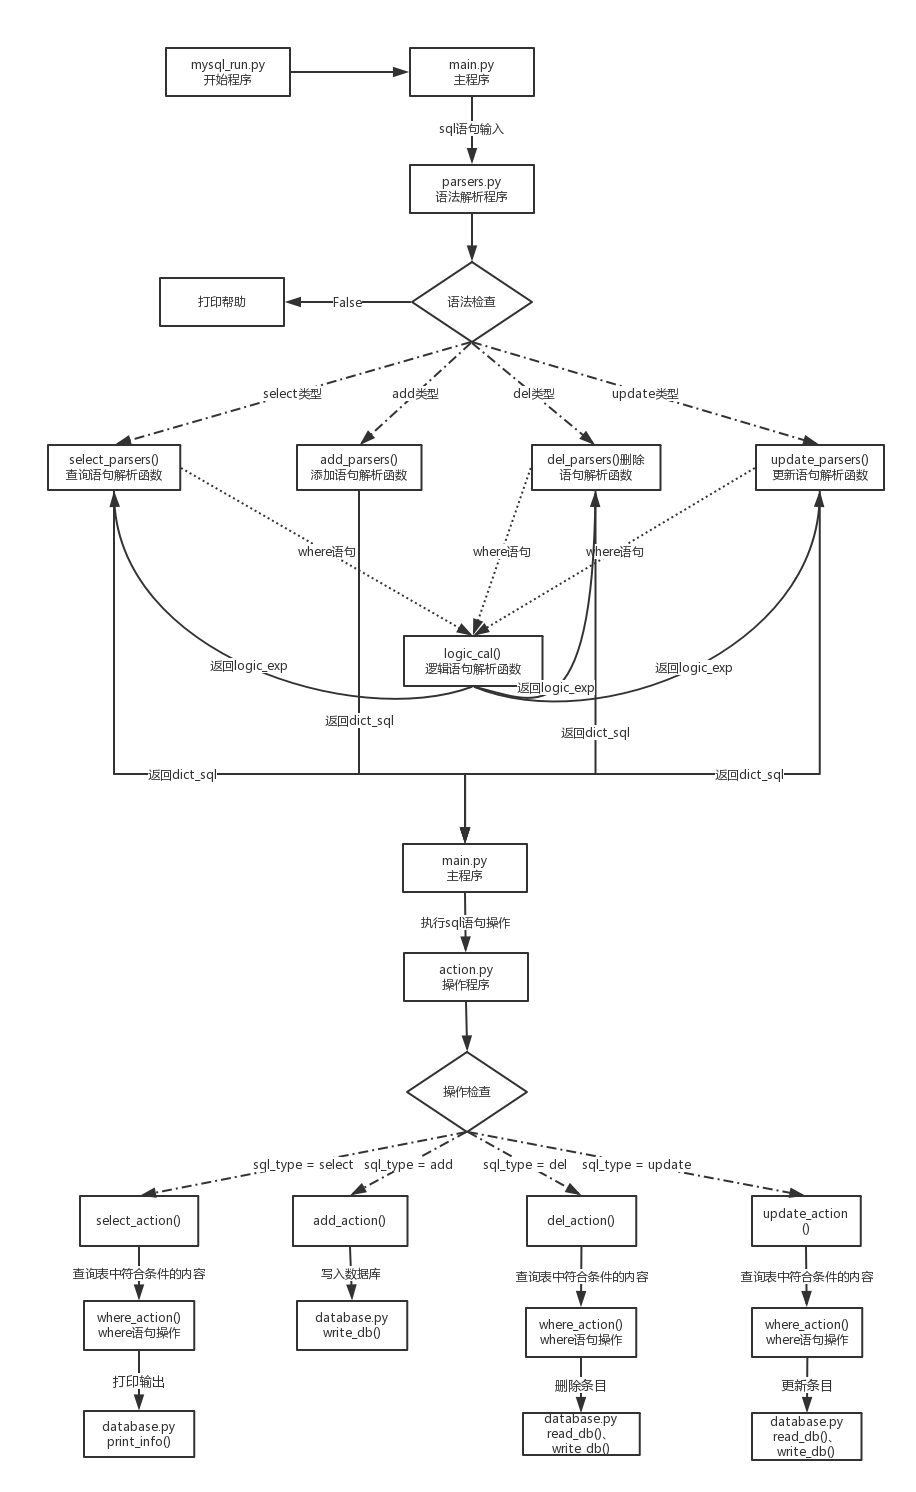 mysql_run.py
开始程序
main.py
主程序
sql语句输入
parsers.py
语法解析程序
打印帮助
False
语法检查
select类型
add类型
del类型
update类型
select_parsers()
查询语句解析函数
add_parsers()
添加语句解析函数
del_parsers()删除
语句解析函数
update_parsers()
更新语句解析函数
where语句
where语句
where语句
logic_cal()
逻辑语句解析函数
返回logic_exp
返回logic_exp
返回logic_exp
返回dict_sql
返回dict_sql
返回dict_sql
返回dict_sql
main.py
主程序
执行sql语句操作
action.py
操作程序
操作检查
sql_type = select
sql_type = add
sql_type = del
sql_type = update
select_action()
add_action()
del_action()
update_action
()
查询表中符合条件的内容
写入数据库
查询表中符合条件的内容
查询表中符合条件的内容
where_action()
where语句操作
database.py
write_db()
where_action()
where语句操作
where_action()
where语句操作
打印输出
删除条目
更新条目
database.py
print_info()
database.py
read_db()、
write_db()
database.py
read_db()、
write_db()